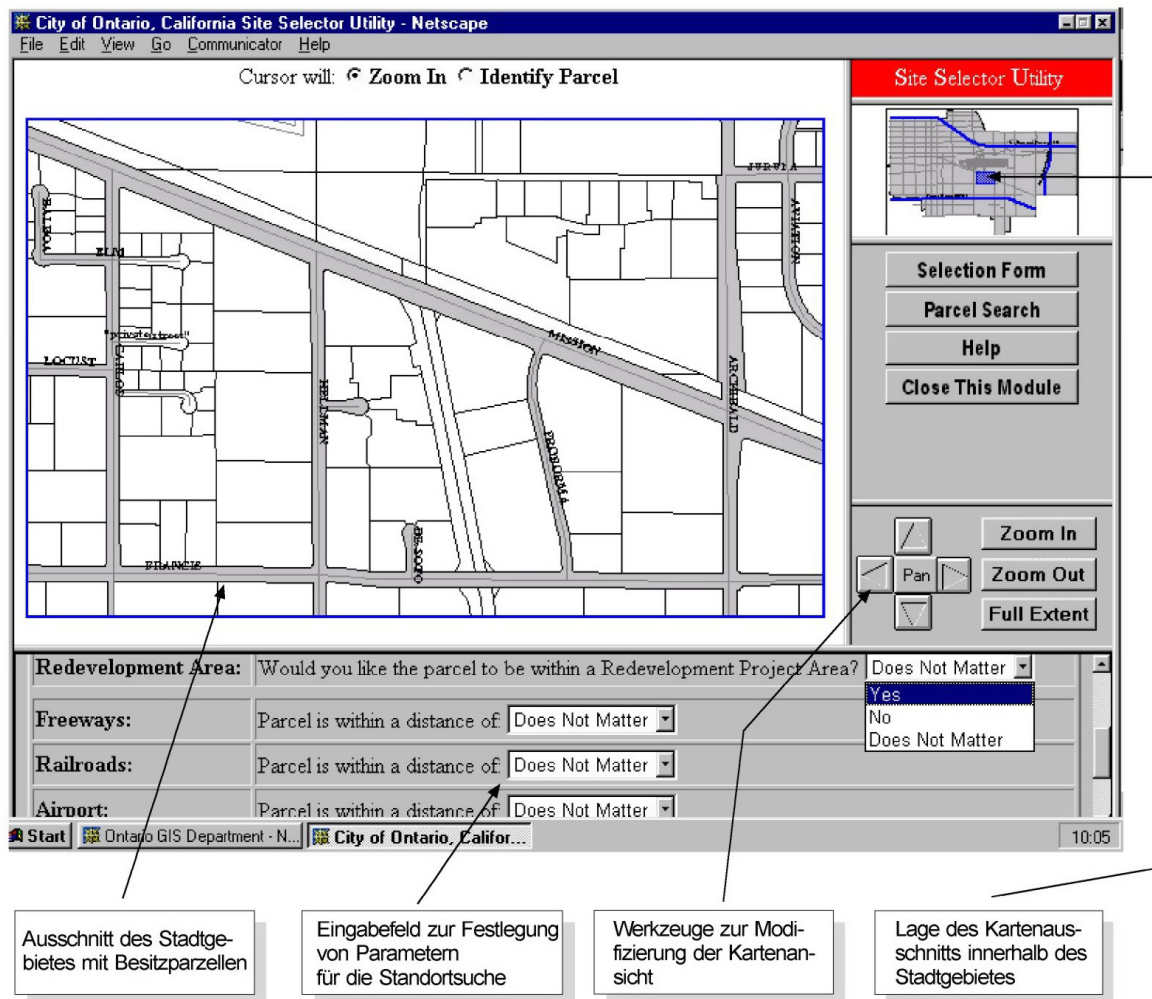 City of Ontario, California Site Selector Utility - Netscape
File Edit View Go Communicator Help
Cursor will: Zoom In Identify Parcel
Site Selector Utility
JURUPA
BALBOA
AVIATION
ELM
"private street"
MISSION
LOCUST
CARLOS
HELLMAN
ARCHIBALD
PROFORMA
DE SOTO
FRANCIS
Selection Form
Parcel Search
Help
Close This Module
Zoom In
Pan
Zoom Out
Full Extent
Redevelopment Area: Would you like the parcel to be within a Redevelopment Project Area? Does Not Matter
Yes
No
Does Not Matter
Freeways: Parcel is within a distance of: Does Not Matter
Railroads: Parcel is within a distance of: Does Not Matter
Airport: Parcel is within a distance of: Does Not Matter
Start Ontario GIS Department - N... City of Ontario, Califor... 10:05
Ausschnitt des Stadtge-
bietes mit Besitzparzellen
Eingabefeld zur Festlegung
von Parametern
für die Standortsuche
Werkzeuge zur Modi-
fizierung der Kartenan-
sicht
Lage des Kartenaus-
schnitts innerhalb des
Stadtgebietes